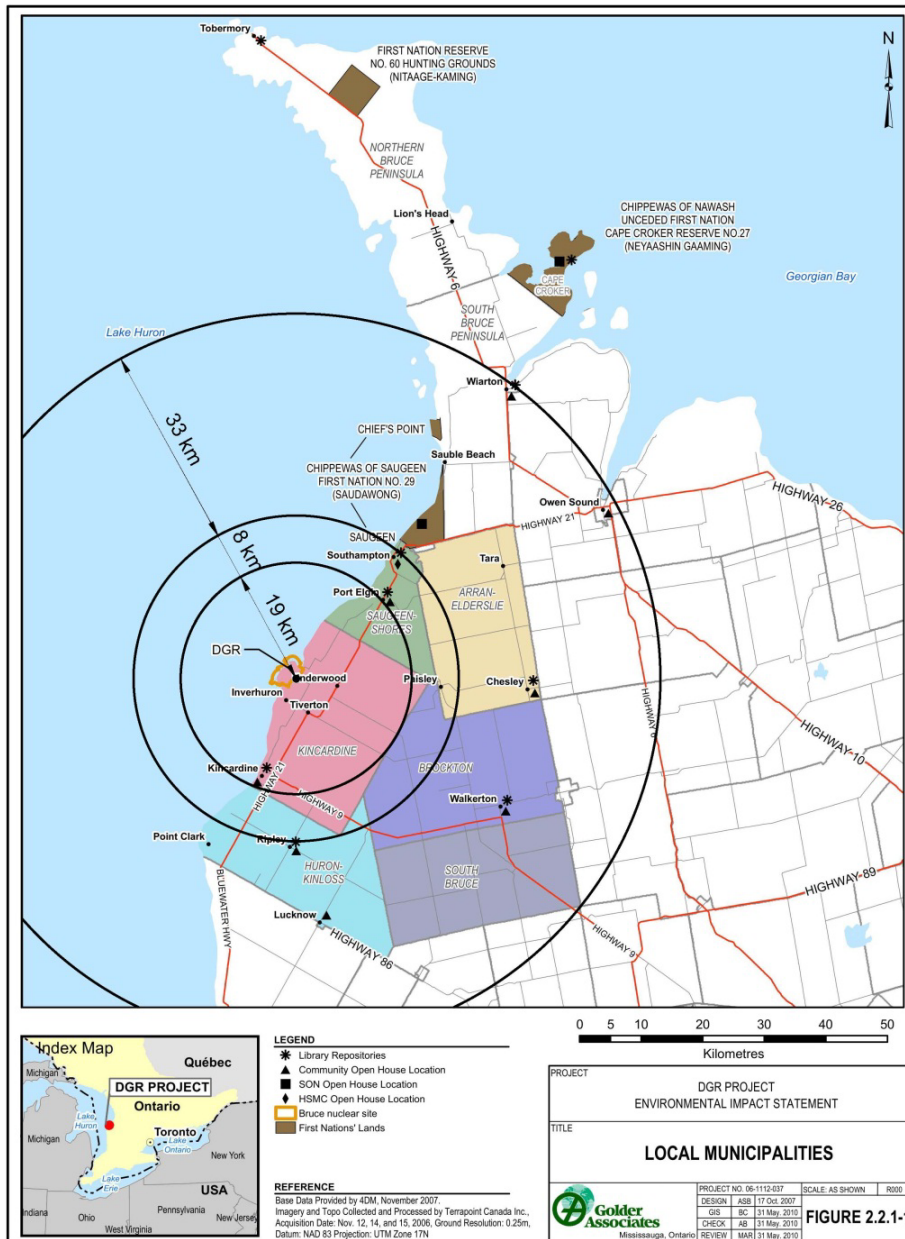 Tobermory
FIRST NATION RESERVE
NO. 60 HUNTING GROUNDS
(NITAAGE-KAMING)
N
NORTHERN
BRUCE
PENINSULA
Lion's Head
CHIPPEWAS OF NAWASH
UNCEDED FIRST NATION
CAPE CROKER RESERVE NO.27
(NEYAASHIN GAAMING)
HIGHWAY 6
CAPE
CROKER
Georgian Bay
SOUTH
BRUCE
PENINSULA
Lake Huron
Wiarton
33 km
CHIEF'S POINT
Sauble Beach
CHIPPEWAS OF SAUGEEN
FIRST NATION NO. 29
(SAUDAWONG)
HIGHWAY 26
Owen Sound
HIGHWAY 21
SAUGEEN
8 km
Southampton
Tara
19 km
Port Elgin
ARRAN-
ELDERSLIE
SAUGEEN-
SHORES
DGR
nderwood
Inverhuron
Tiverton
Paisley
Chesley
HIGHWAY 6
HIGHWAY 10
KINCARDINE
Kincardine
HIGHWAY 21
BROCKTON
HIGHWAY 9
Walkerton
Point Clark
Ripley
HURON-
KINLOSS
SOUTH
BRUCE
HIGHWAY 89
BLUEWATER HWY
Lucknow
HIGHWAY 86
HIGHWAY 9
Index Map
Québec
Michigan
DGR PROJECT
Ontario
Lake
Huron
Toronto
Lake
Ontario
Michigan
New York
Lake
Erie
USA
Indiana
Ohio
Pennsylvania
New Jersey
West Virginia
LEGEND
Library Repositories
Community Open House Location
SON Open House Location
HSMC Open House Location
Bruce nuclear site
First Nations' Lands
REFERENCE
Base Data Provided by 4DM, November 2007.
Imagery and Topo Collected and Processed by Terrapoint Canada Inc.,
Acquisition Date: Nov. 12, 14, and 15, 2006, Ground Resolution: 0.25m,
Datum: NAD 83 Projection: UTM Zone 17N
0 5 10 20 30 40 50
Kilometres
PROJECT
DGR PROJECT
ENVIRONMENTAL IMPACT STATEMENT
TITLE
LOCAL MUNICIPALITIES
Golder
Associates
Mississauga, Ontario
PROJECT NO. 06-1112-037 SCALE: AS SHOWN R000
DESIGN ASB 17 Oct. 2007
GIS BC 31 May. 2010
CHECK AB 31 May. 2010
REVIEW MAR 31 May. 2010
FIGURE 2.2.1-